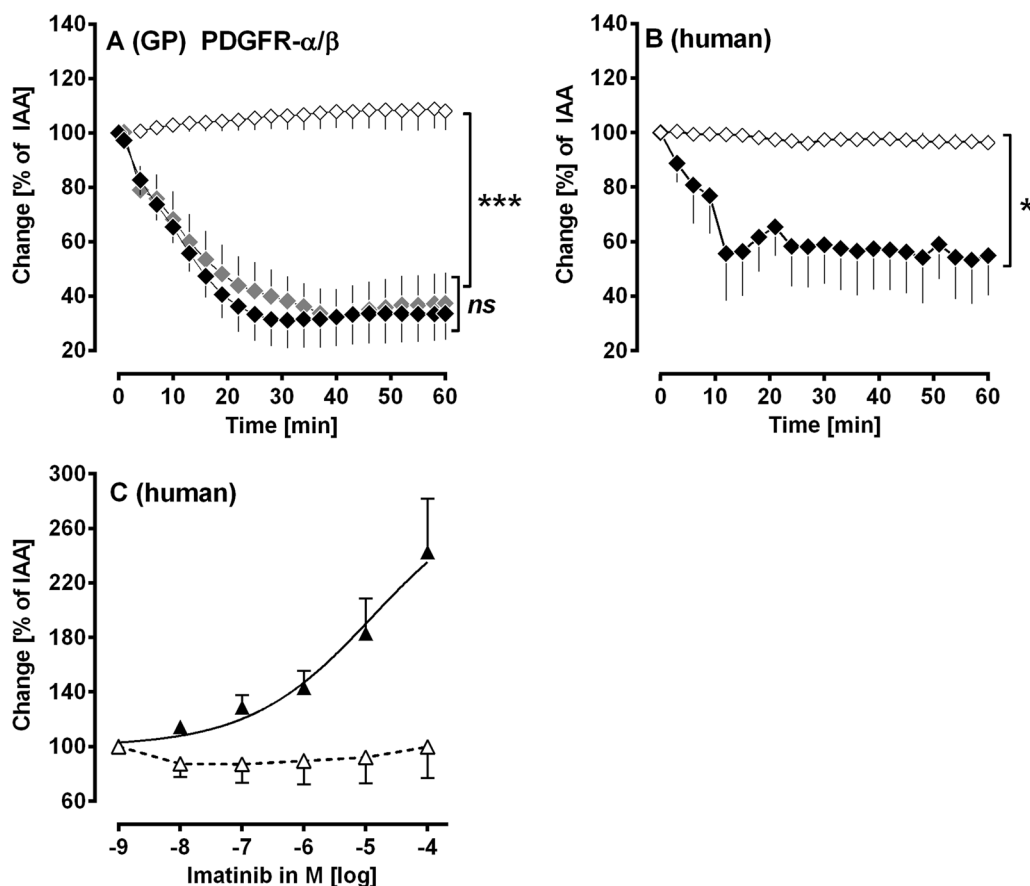 A (GP) PDGFR-α/β
Change [% of IAA]
140
120
100
80
60
40
20
***
ns
0 10 20 30 40 50 60
Time [min]
B (human)
Change [%] of IAA
140
120
100
80
60
40
20
*
0 10 20 30 40 50 60
Time [min]
C (human)
Change [% of IAA]
300
260
220
180
140
100
60
-9 -8 -7 -6 -5 -4
Imatinib in M [log]